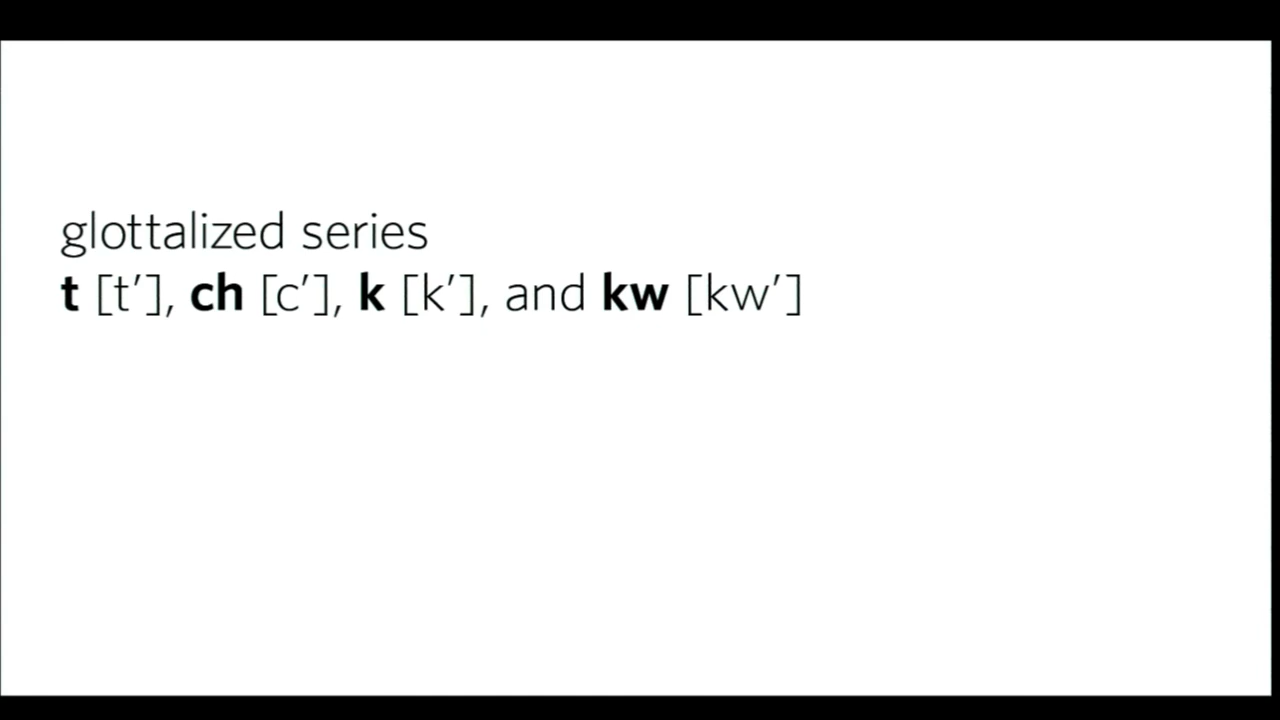 glottalized series
t [t′], ch [c′], k [k′], and kw [kw′]